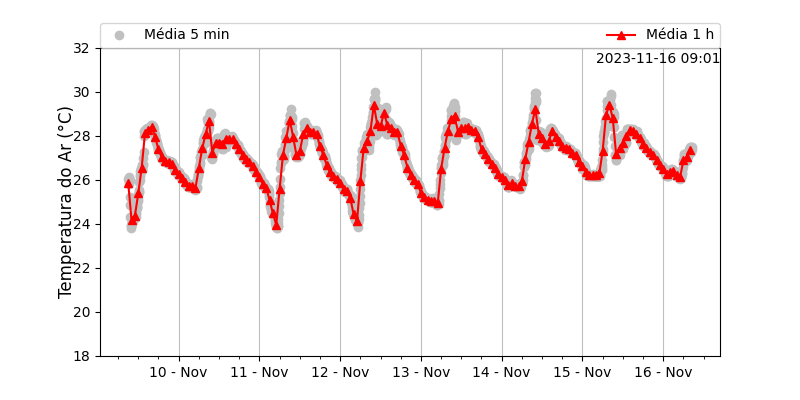 Média 5 min
Média 1 h
2023-11-16 09:01
Temperatura do Ar (°C)
32
30
28
26
24
22
20
18
10 - Nov
11 - Nov
12 - Nov
13 - Nov
14 - Nov
15 - Nov
16 - Nov